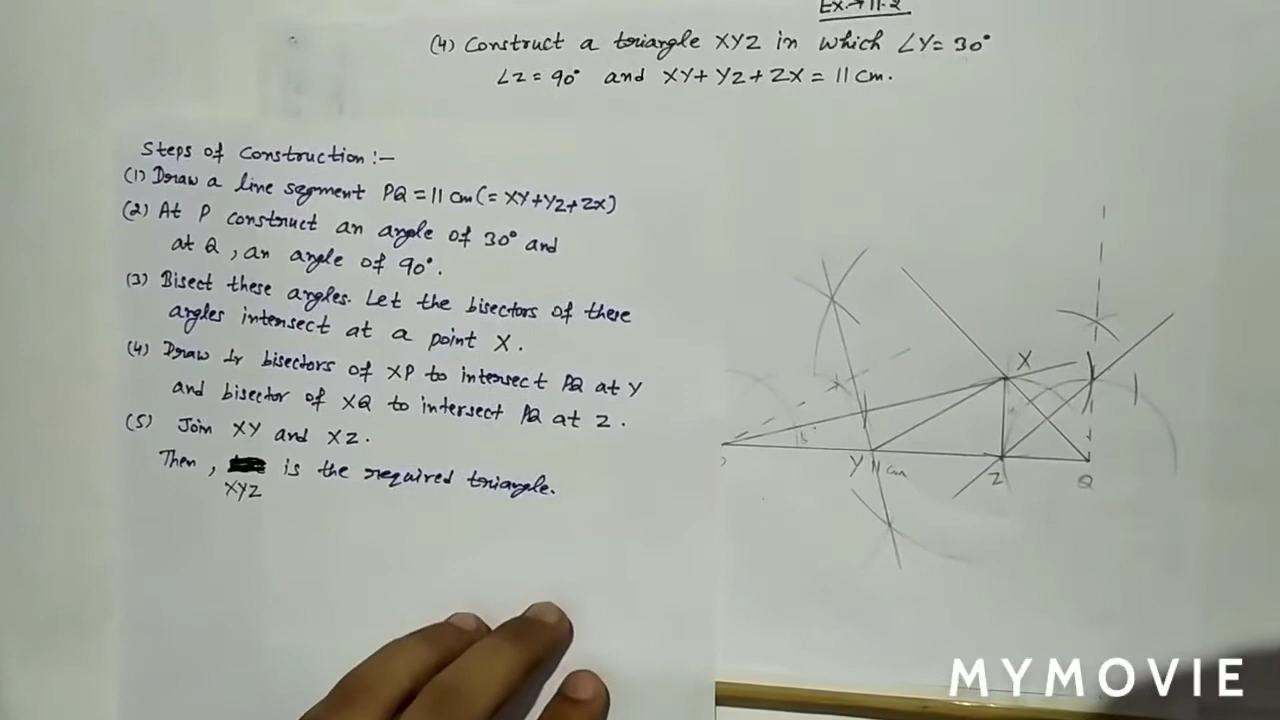 Ex.→11.2
(4) Construct a triangle XYZ in which ∠Y= 30°
∠Z = 90° and XY+YZ+ZX = 11 cm.
Steps of Construction :-
(1) Draw a line segment PQ = 11 cm (= XY+YZ+ZX)
(2) At P construct an angle of 30° and
at Q, an angle of 90°.
(3) Bisect these angles. Let the bisectors of these
angles intersect at a point X.
(4) Draw ⊥r bisectors of XP to intersect PQ at Y
and bisector of XQ to intersect PQ at Z.
(5) Join XY and XZ.
Then, is the required triangle.
XYZ
X
Y
11 cm
Z
Q
MYMOVIE